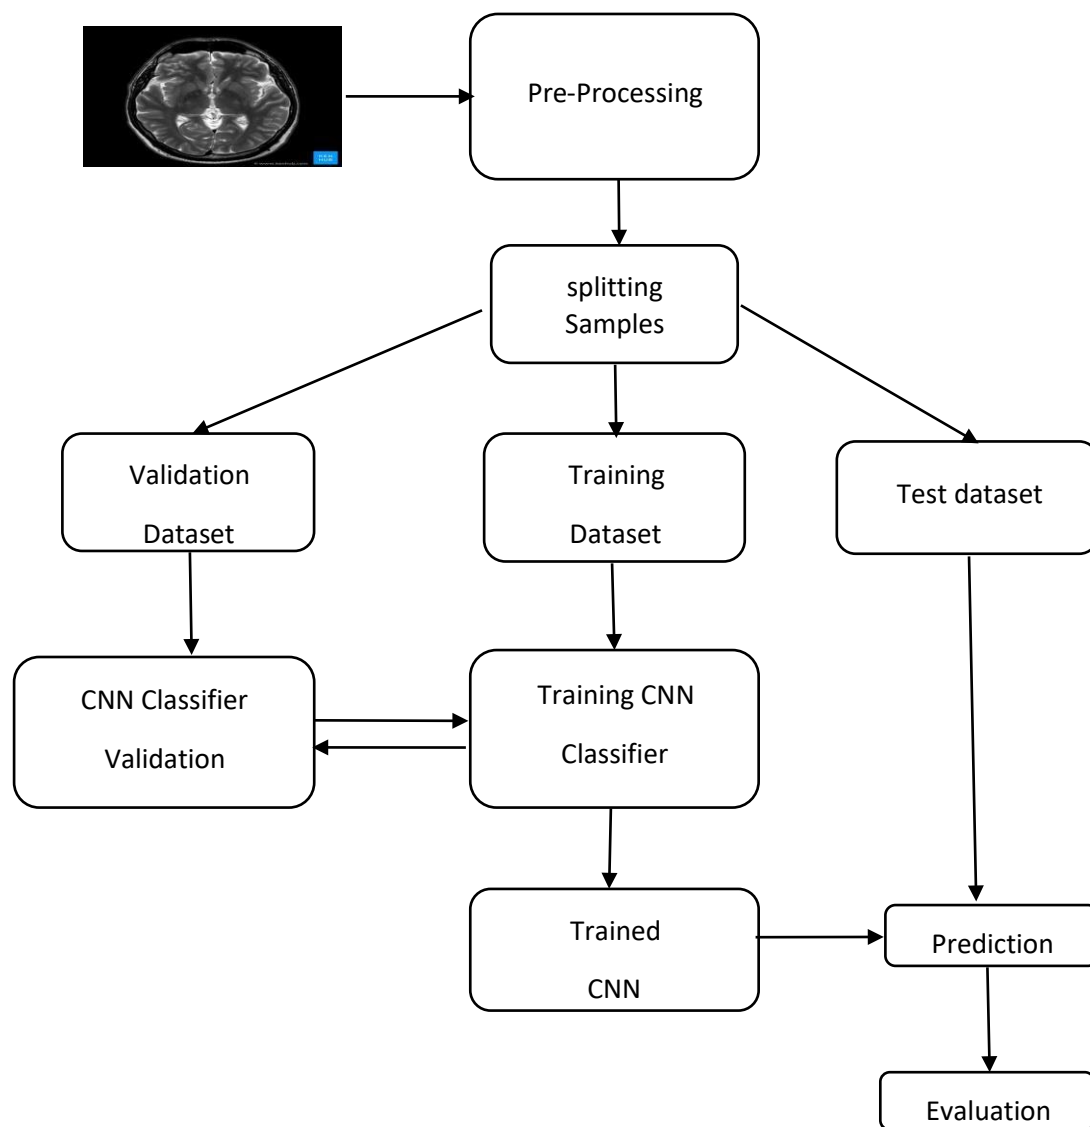 Pre-Processing
splitting
Samples
Validation
Dataset
Training
Dataset
Test dataset
CNN Classifier
Validation
Training CNN
Classifier
Trained
CNN
Prediction
Evaluation